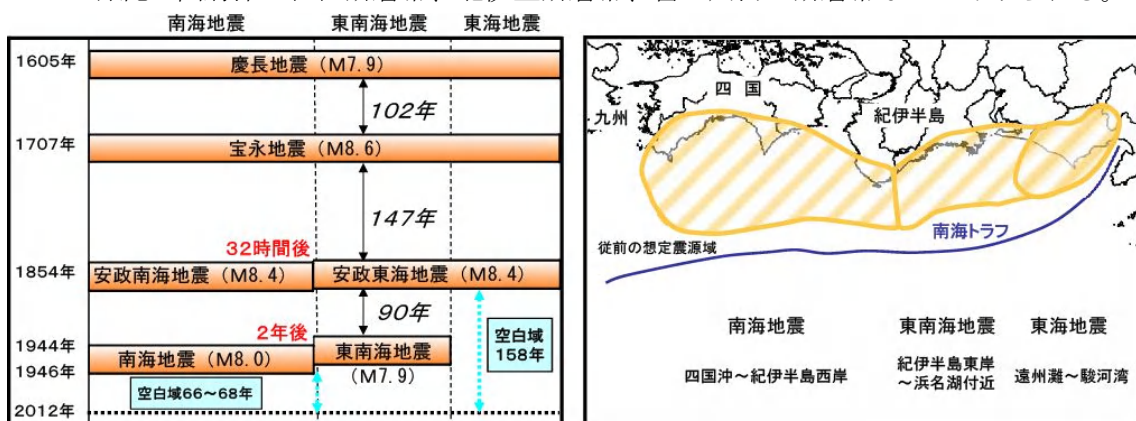 南海地震 東南海地震 東海地震
1605年 慶長地震(M7.9)
102年
1707年 宝永地震(M8.6)
147年
32時間後
1854年 安政南海地震(M8.4) 安政東海地震(M8.4)
90年
2年後
空白域
158年
1944年 東南海地震
1946年 南海地震(M8.0)
(M7.9)
空白域66~68年
2012年
四国
九州 紀伊半島
南海トラフ
従前の想定震源域
南海地震 東南海地震 東海地震
四国沖~紀伊半島西岸 紀伊半島東岸 遠州灘~駿河湾
~浜名湖付近